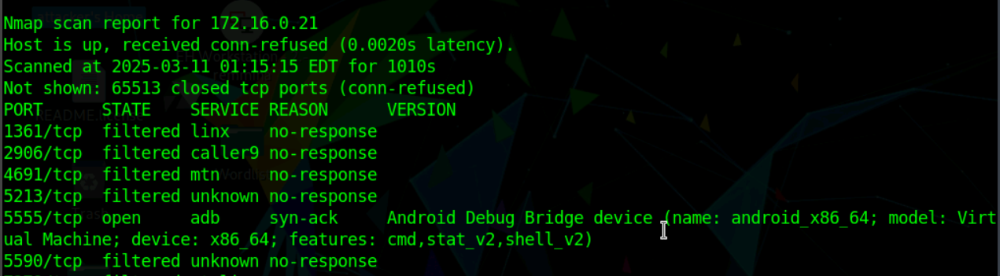 Nmap scan report for 172.16.0.21
Host is up, received conn-refused (0.0020s latency).
Scanned at 2025-03-11 01:15:15 EDT for 1010s
Not shown: 65513 closed tcp ports (conn-refused)
PORT     STATE    SERVICE REASON      VERSION
1361/tcp filtered linx    no-response
2906/tcp filtered caller9 no-response
4691/tcp filtered mtn     no-response
5213/tcp filtered unknown no-response
5555/tcp open     adb     syn-ack     Android Debug Bridge device (name: android_x86_64; model: Virt
ual Machine; device: x86_64; features: cmd,stat_v2,shell_v2)
5590/tcp filtered unknown no-response